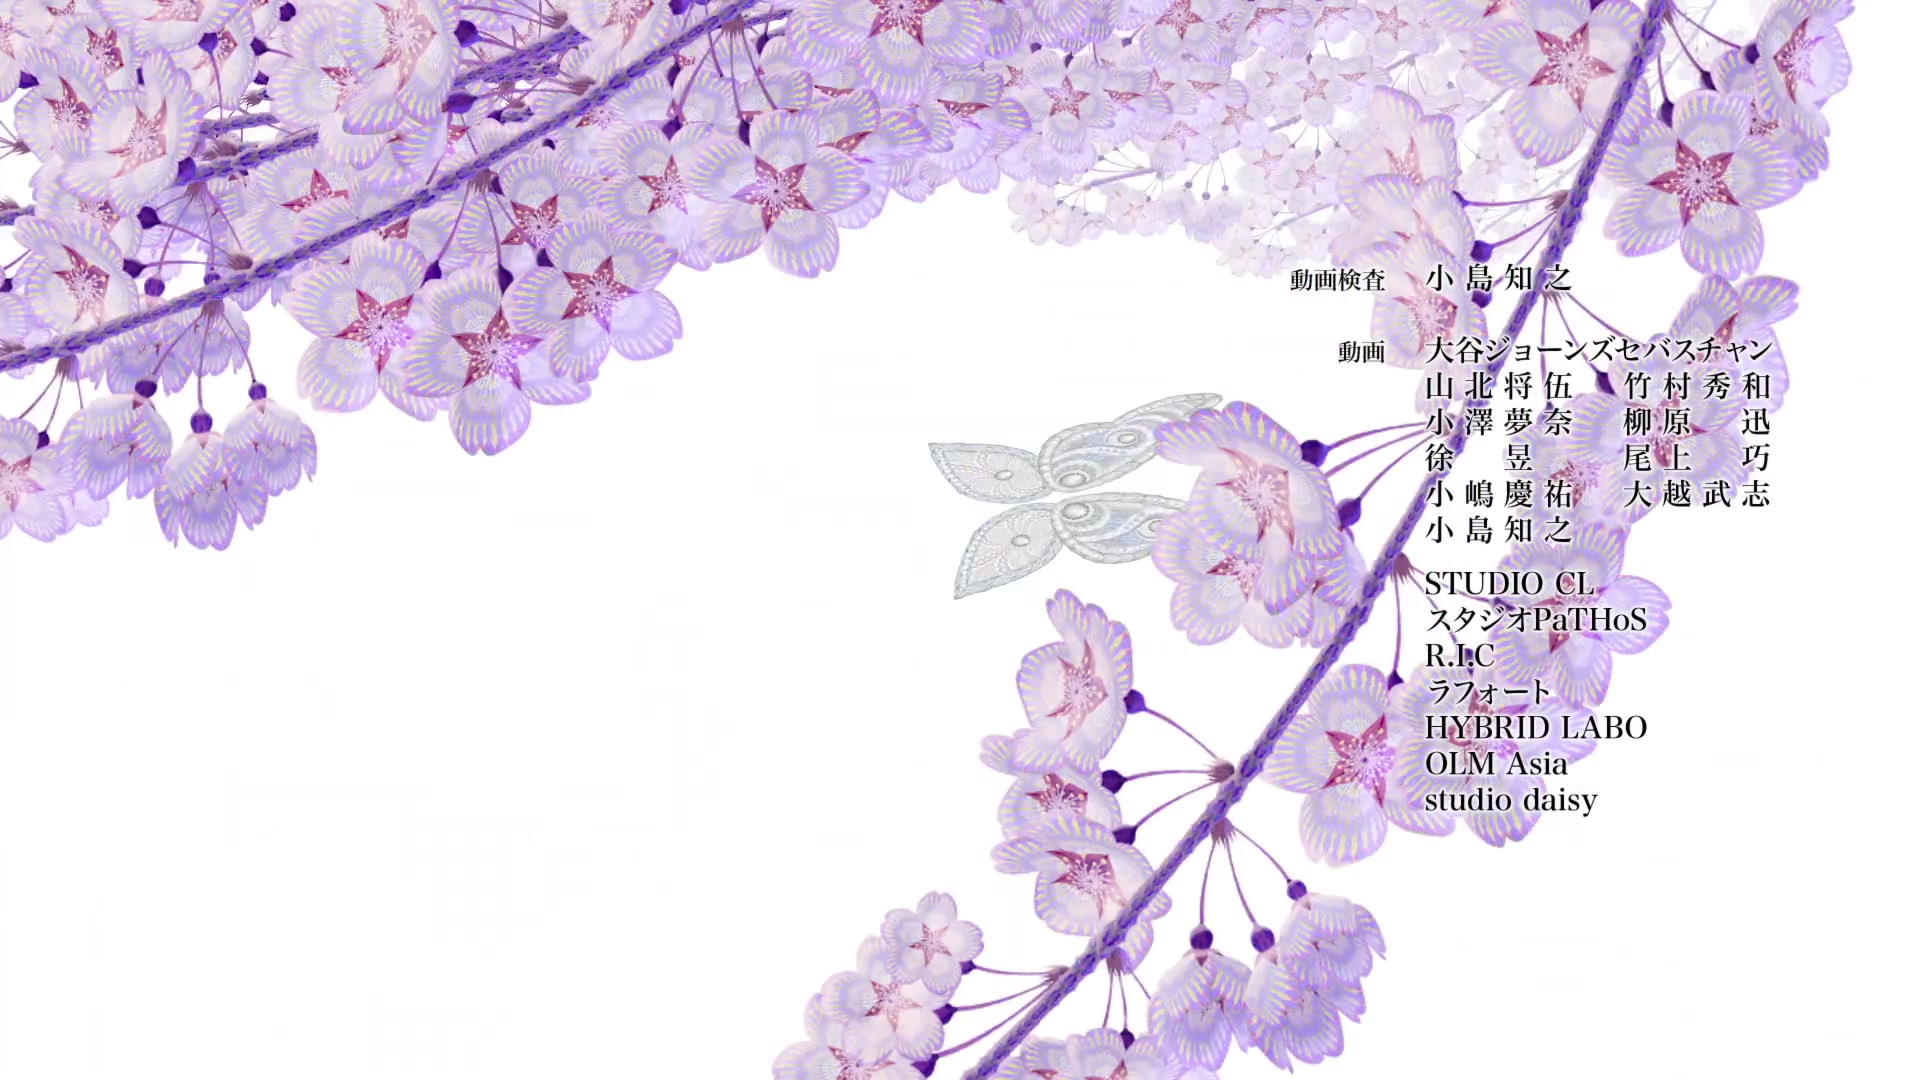 動画検査 小島知之
動画 大谷ジョーンズセバスチャン
山北将伍 竹村秀和
小澤夢奈 柳原 迅
徐 昱 尾上 巧
小嶋慶祐 大越武志
小島知之
STUDIO CL
スタジオPaTHoS
R.I.C
ラフォート
HYBRID LABO
OLM Asia
studio daisy